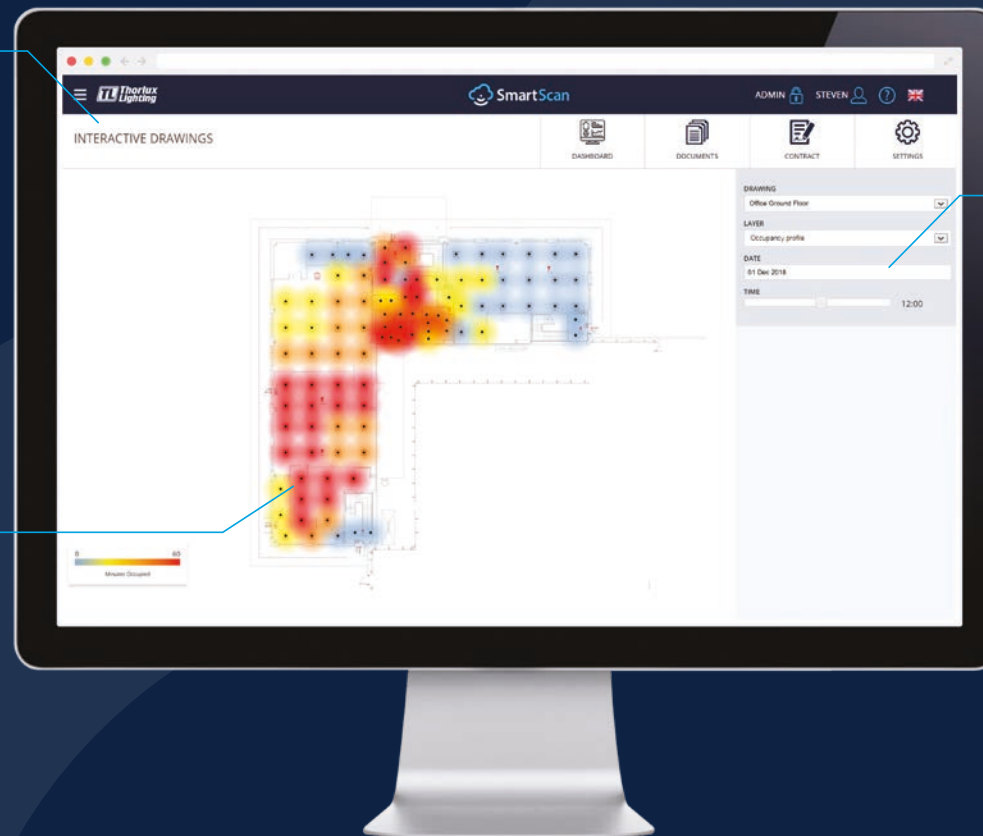 TL Thorlux Lighting
SmartScan
ADMIN
STEVEN
?
INTERACTIVE DRAWINGS
DASHBOARD
DOCUMENTS
CONTRACT
SETTINGS
DRAWING
Office Ground Floor
LAYER
Occupancy profile
DATE
01 Dec 2018
TIME
12:00
0 60
Minutes Occupied